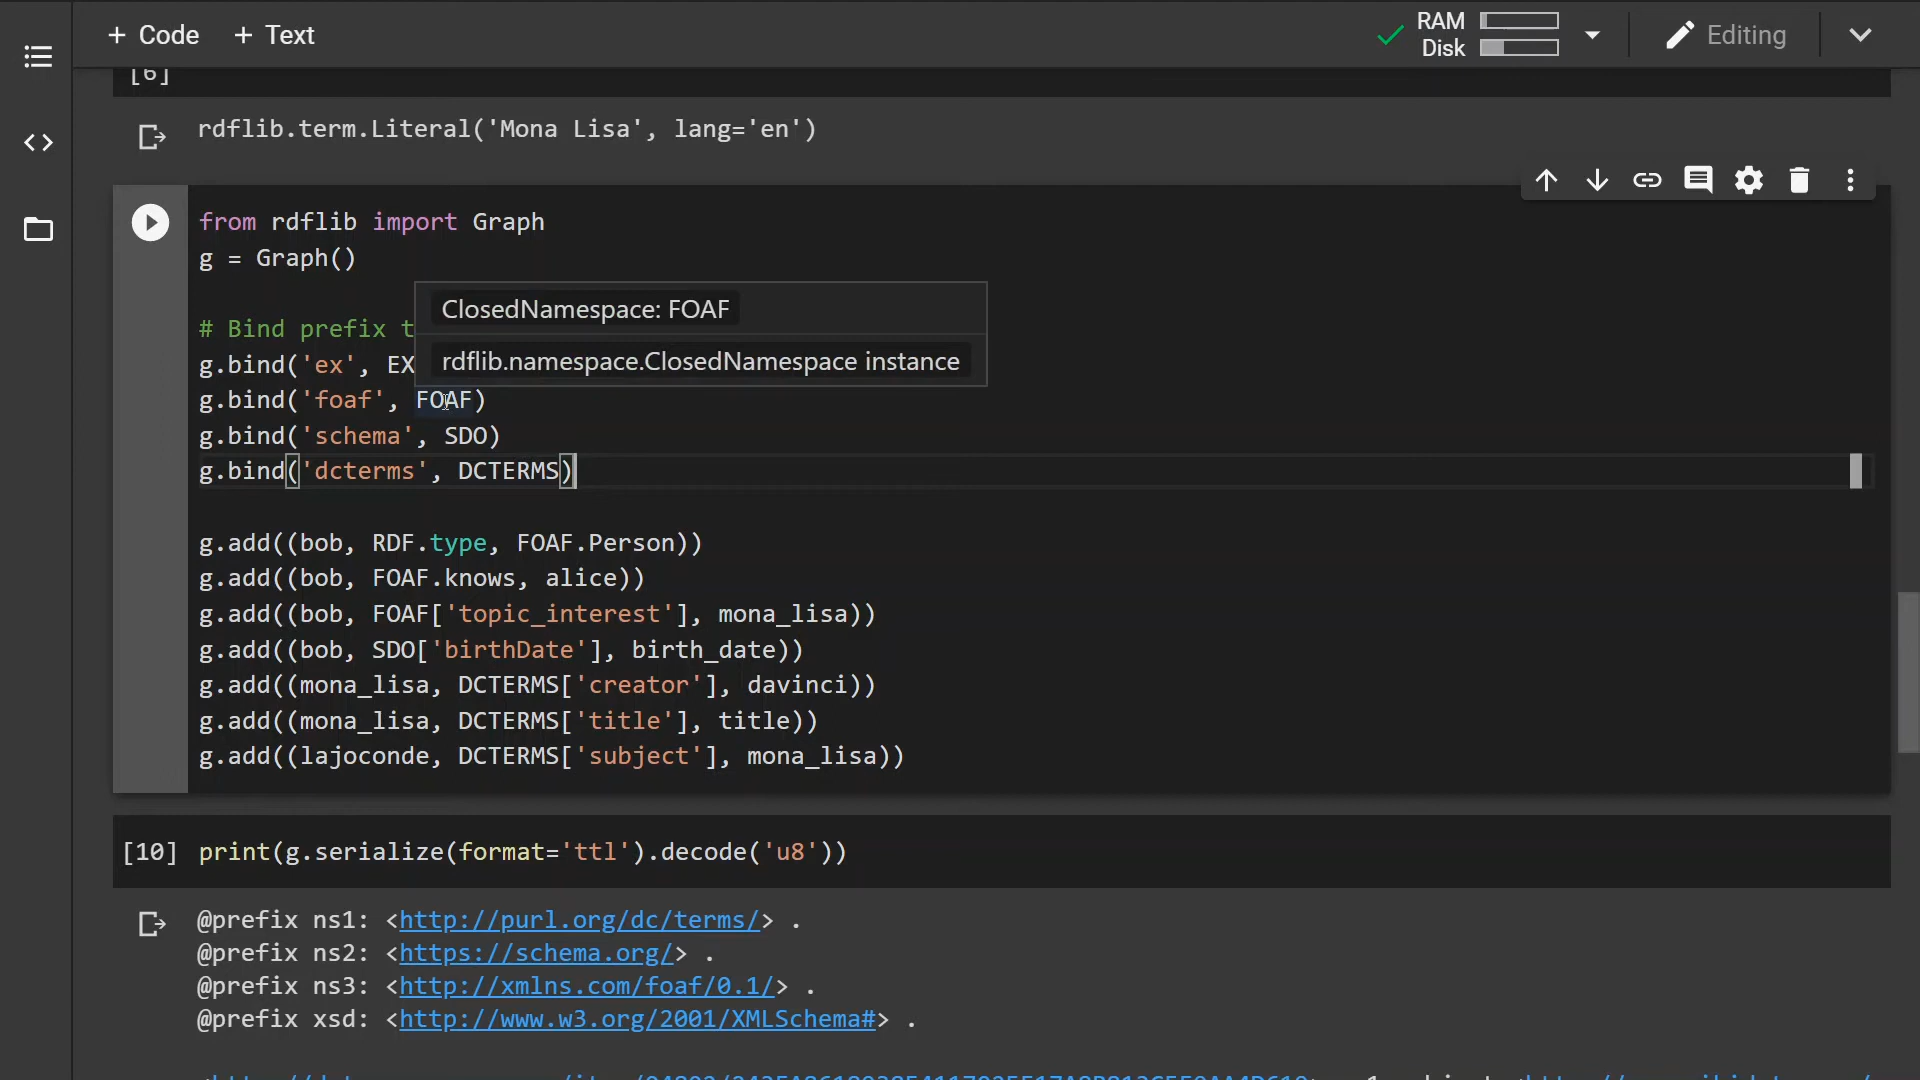 + Code + Text
RAM
Disk
Editing
[6]
rdflib.term.Literal('Mona Lisa', lang='en')
from rdflib import Graph
g = Graph()
ClosedNamespace: FOAF
# Bind prefix t
rdflib.namespace.ClosedNamespace instance
g.bind('ex', EX
g.bind('foaf', FOAF)
g.bind('schema', SDO)
g.bind('dcterms', DCTERMS)
g.add((bob, RDF.type, FOAF.Person))
g.add((bob, FOAF.knows, alice))
g.add((bob, FOAF['topic_interest'], mona_lisa))
g.add((bob, SDO['birthDate'], birth_date))
g.add((mona_lisa, DCTERMS['creator'], davinci))
g.add((mona_lisa, DCTERMS['title'], title))
g.add((lajoconde, DCTERMS['subject'], mona_lisa))
[10] print(g.serialize(format='ttl').decode('u8'))
@prefix ns1: <http://purl.org/dc/terms/> .
@prefix ns2: <https://schema.org/> .
@prefix ns3: <http://xmlns.com/foaf/0.1/> .
@prefix xsd: <http://www.w3.org/2001/XMLSchema#> .